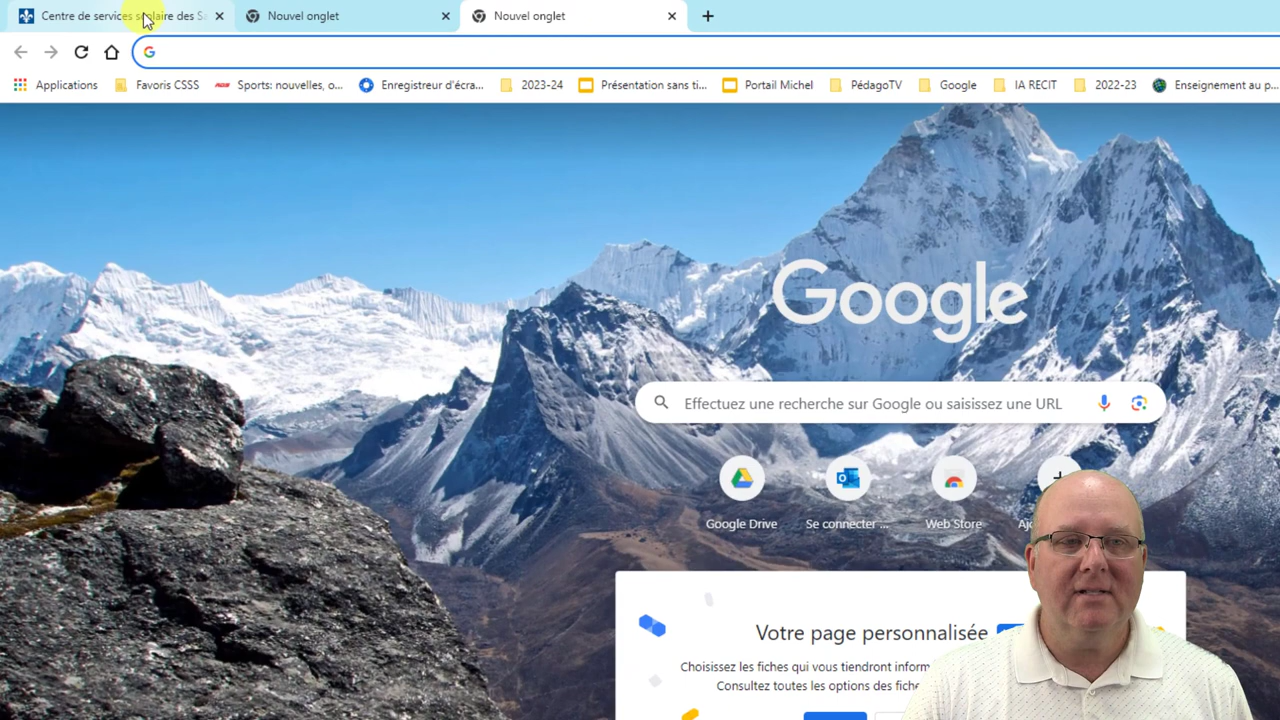 Centre de services scolaire des Sa
Nouvel onglet
Nouvel onglet
Applications
Favoris CSSS
Sports: nouvelles, o...
Enregistreur d'écra...
2023-24
Présentation sans ti...
Portail Michel
PédagoTV
Google
IA RECIT
2022-23
Enseignement au p...
Google
Effectuez une recherche sur Google ou saisissez une URL
Google Drive
Se connecter ...
Web Store
Votre page personnalisée
Choisissez les fiches qui vous tiendront
Consultez toutes les options des